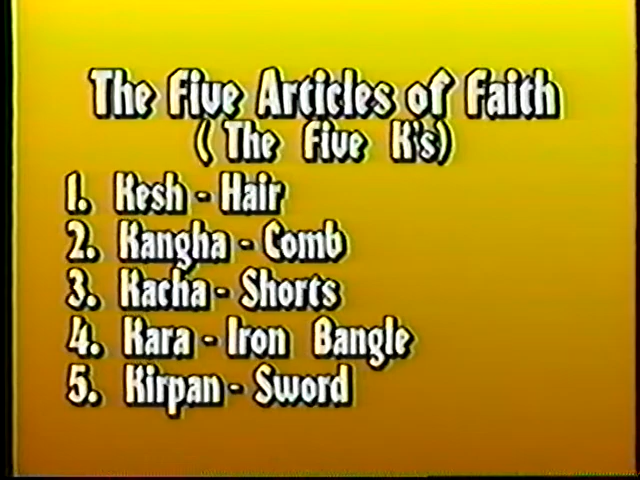 The Five Articles of Faith
( The Five K's)
1. Kesh - Hair
2. Kangha - Comb
3. Kacha - Shorts
4. Kara - Iron Bangle
5. Kirpan - Sword